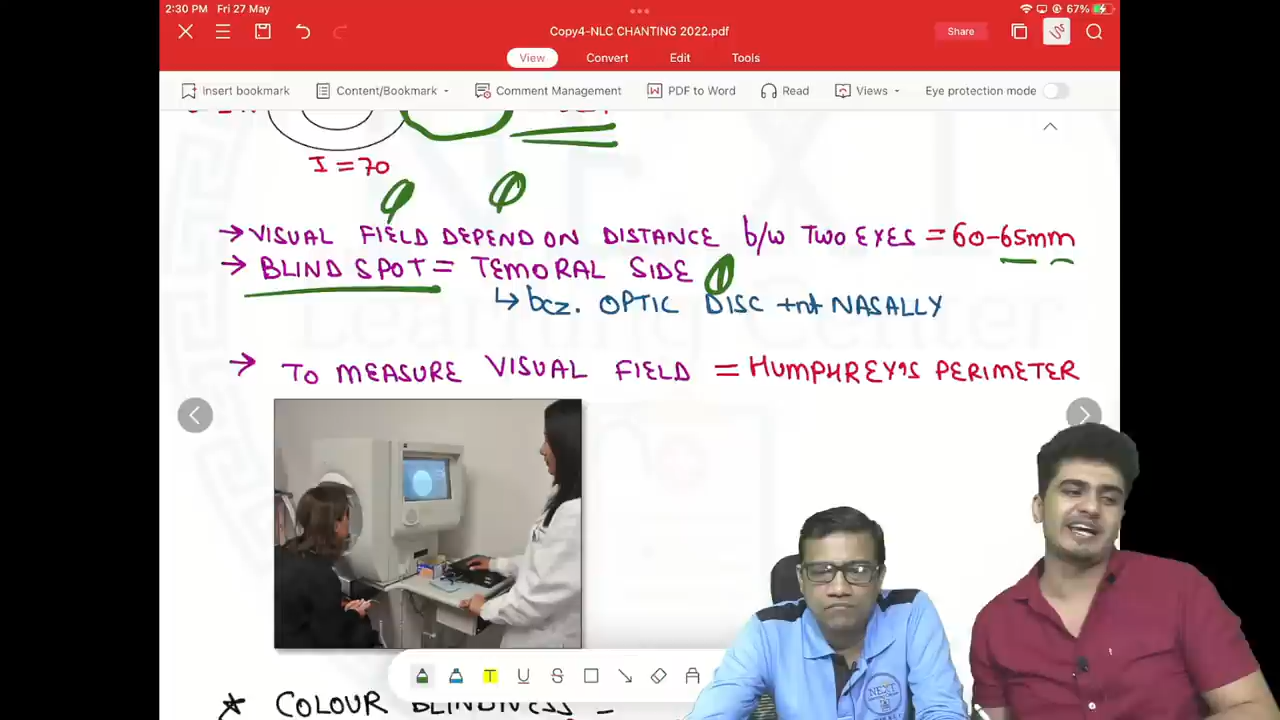 2:30 PM Fri 27 May
67%
Copy4-NLC CHANTING 2022.pdf
Share
View Convert Edit Tools
Insert bookmark Content/Bookmark Comment Management PDF to Word Read Views Eye protection mode
I = 70
→ VISUAL FIELD DEPEND ON DISTANCE b/w TWO EYES = 60-65mm
→ BLIND SPOT = TEMORAL SIDE
↳ bcz. OPTIC DISC +nt NASALLY
→ TO MEASURE VISUAL FIELD = HUMPHREY'S PERIMETER
T U S
* COLOUR BLINDNESS =
NEXT